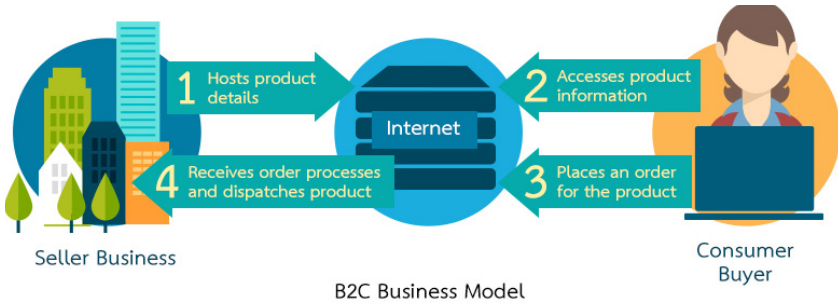 1 Hosts product
details
2 Accesses product
information
Internet
4 Receives order processes
and dispatches product
3 Places an order
for the product
Seller Business
Consumer
Buyer
B2C Business Model